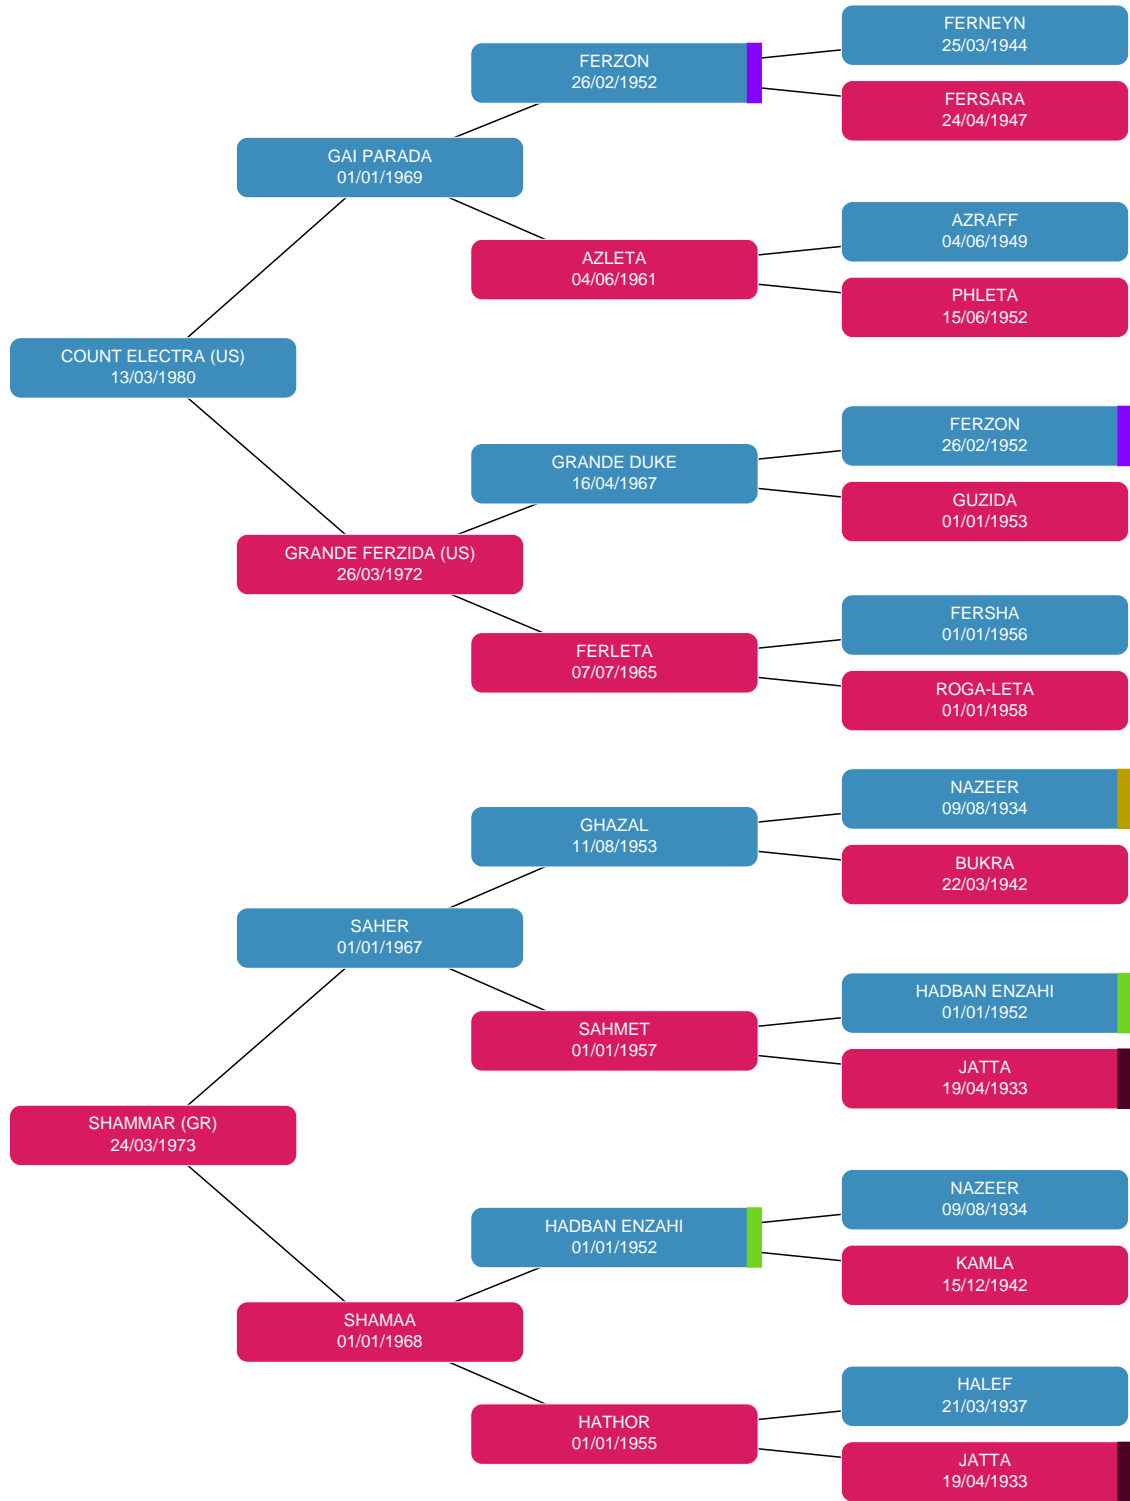 FERNEYN
25/03/1944
FERZON
26/02/1952
FERSARA
24/04/1947
GAI PARADA
01/01/1969
AZRAFF
04/06/1949
AZLETA
04/06/1961
PHLETA
15/06/1952
COUNT ELECTRA (US)
13/03/1980
FERZON
26/02/1952
GRANDE DUKE
16/04/1967
GUZIDA
01/01/1953
GRANDE FERZIDA (US)
26/03/1972
FERSHA
01/01/1956
FERLETA
07/07/1965
ROGA-LETA
01/01/1958
NAZEER
09/08/1934
GHAZAL
11/08/1953
BUKRA
22/03/1942
SAHER
01/01/1967
HADBAN ENZAHI
01/01/1952
SAHMET
01/01/1957
JATTA
19/04/1933
SHAMMAR (GR)
24/03/1973
NAZEER
09/08/1934
HADBAN ENZAHI
01/01/1952
KAMLA
15/12/1942
SHAMAA
01/01/1968
HALEF
21/03/1937
HATHOR
01/01/1955
JATTA
19/04/1933